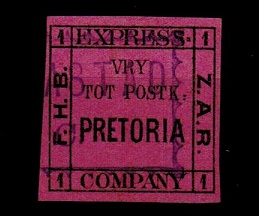 1 EXPRESS. 1
F.H.B.
VRY
TOT POSTK:
PRETORIA
Z.A.R.
1 COMPANY 1